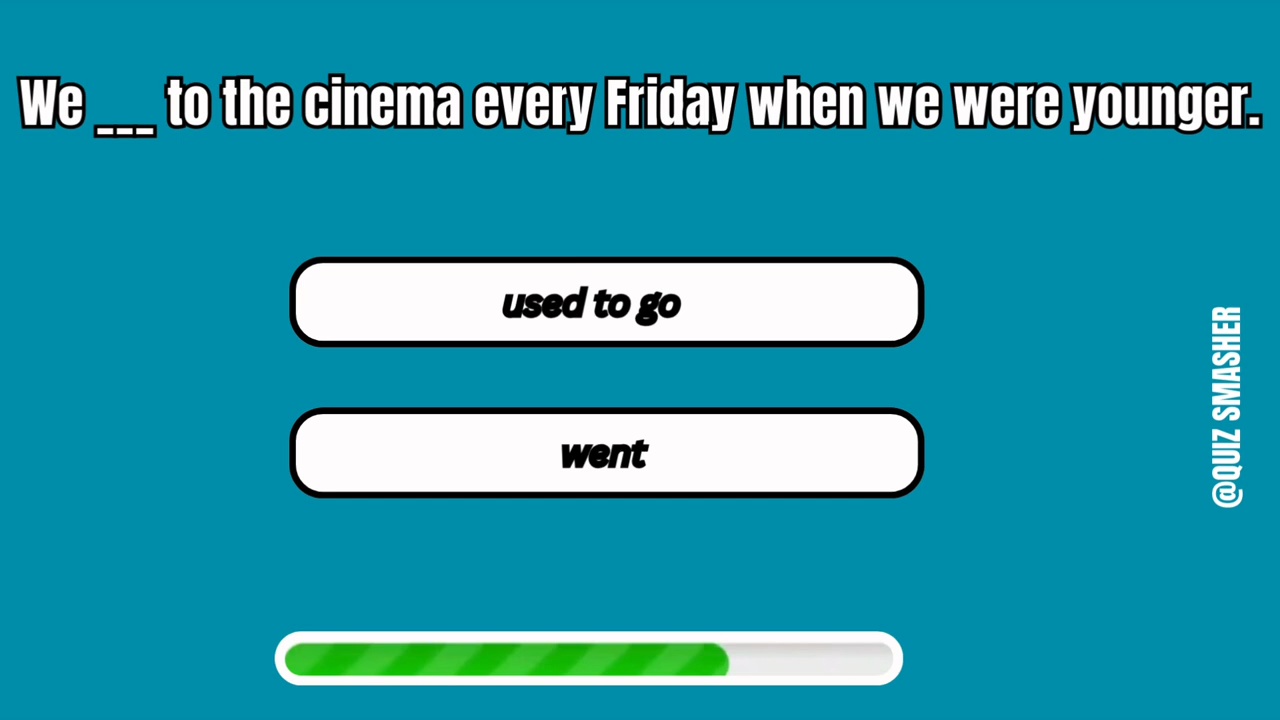 We ___ to the cinema every Friday when we were younger.
used to go
went
@QUIZ SMASHER